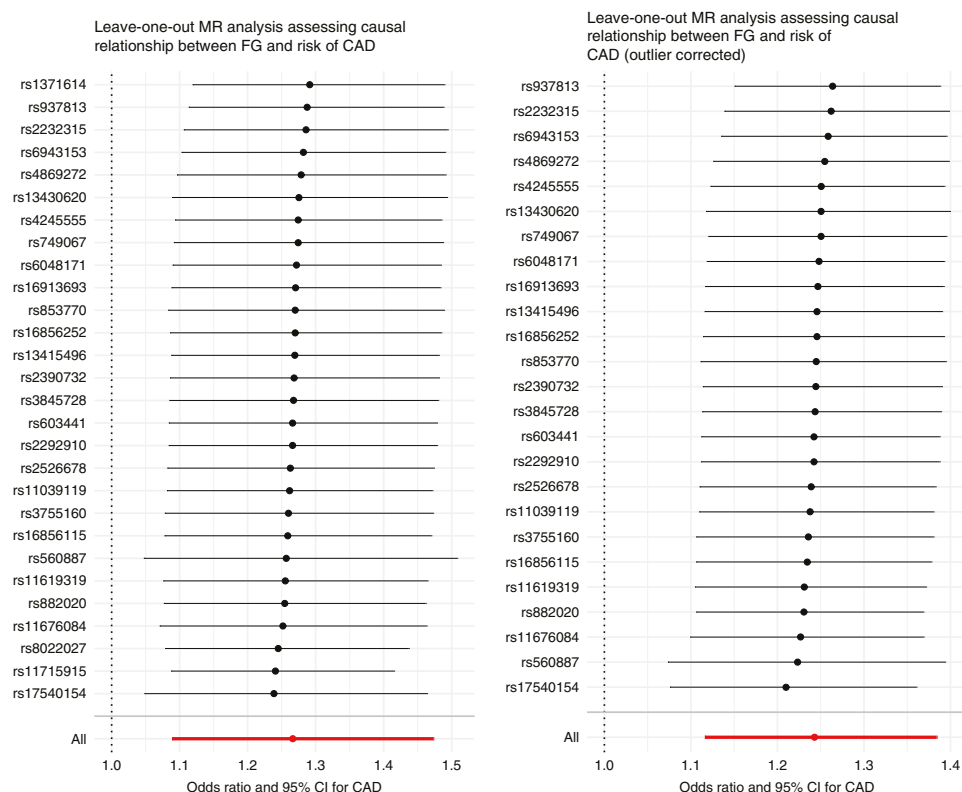 Leave-one-out MR analysis assessing causal
relationship between FG and risk of CAD
rs1371614
rs937813
rs2232315
rs6943153
rs4869272
rs13430620
rs4245555
rs749067
rs6048171
rs16913693
rs853770
rs16856252
rs13415496
rs2390732
rs3845728
rs603441
rs2292910
rs2526678
rs11039119
rs3755160
rs16856115
rs560887
rs11619319
rs882020
rs11676084
rs8022027
rs11715915
rs17540154
All
1.0 1.1 1.2 1.3 1.4 1.5
Odds ratio and 95% CI for CAD
Leave-one-out MR analysis assessing causal
relationship between FG and risk of
CAD (outlier corrected)
rs937813
rs2232315
rs6943153
rs4869272
rs4245555
rs13430620
rs749067
rs6048171
rs16913693
rs13415496
rs16856252
rs853770
rs2390732
rs3845728
rs603441
rs2292910
rs2526678
rs11039119
rs3755160
rs16856115
rs11619319
rs882020
rs11676084
rs560887
rs17540154
All
1.0 1.1 1.2 1.3 1.4
Odds ratio and 95% CI for CAD